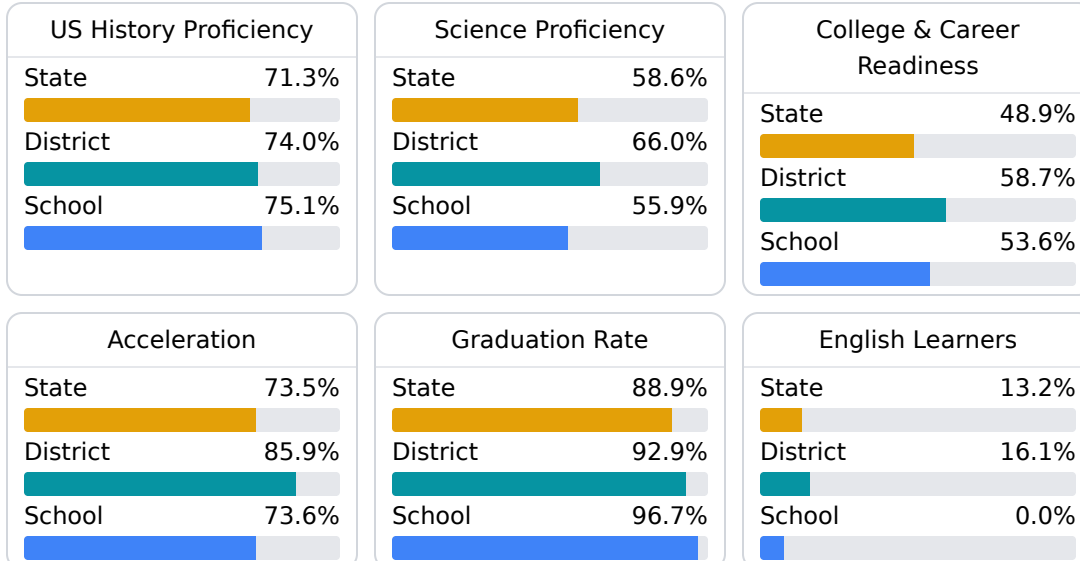 US History Proficiency
State 71.3%
District 74.0%
School 75.1%
Science Proficiency
State 58.6%
District 66.0%
School 55.9%
College & Career
Readiness
State 48.9%
District 58.7%
School 53.6%
Acceleration
State 73.5%
District 85.9%
School 73.6%
Graduation Rate
State 88.9%
District 92.9%
School 96.7%
English Learners
State 13.2%
District 16.1%
School 0.0%